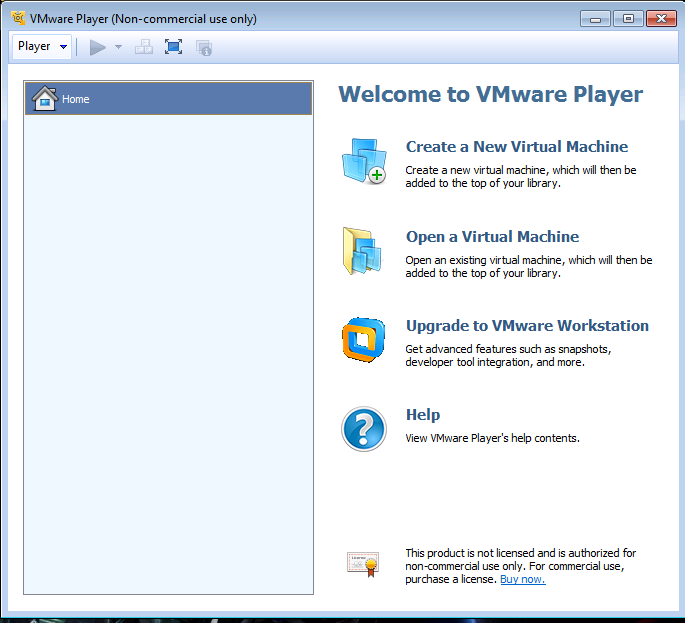 VMware Player (Non-commercial use only)
Player
Home
Welcome to VMware Player
Create a New Virtual Machine
Create a new virtual machine, which will then be
added to the top of your library.
Open a Virtual Machine
Open an existing virtual machine, which will then be
added to the top of your library.
Upgrade to VMware Workstation
Get advanced features such as snapshots,
developer tool integration, and more.
Help
View VMware Player's help contents.
This product is not licensed and is authorized for
non-commercial use only. For commercial use,
purchase a license. Buy now.